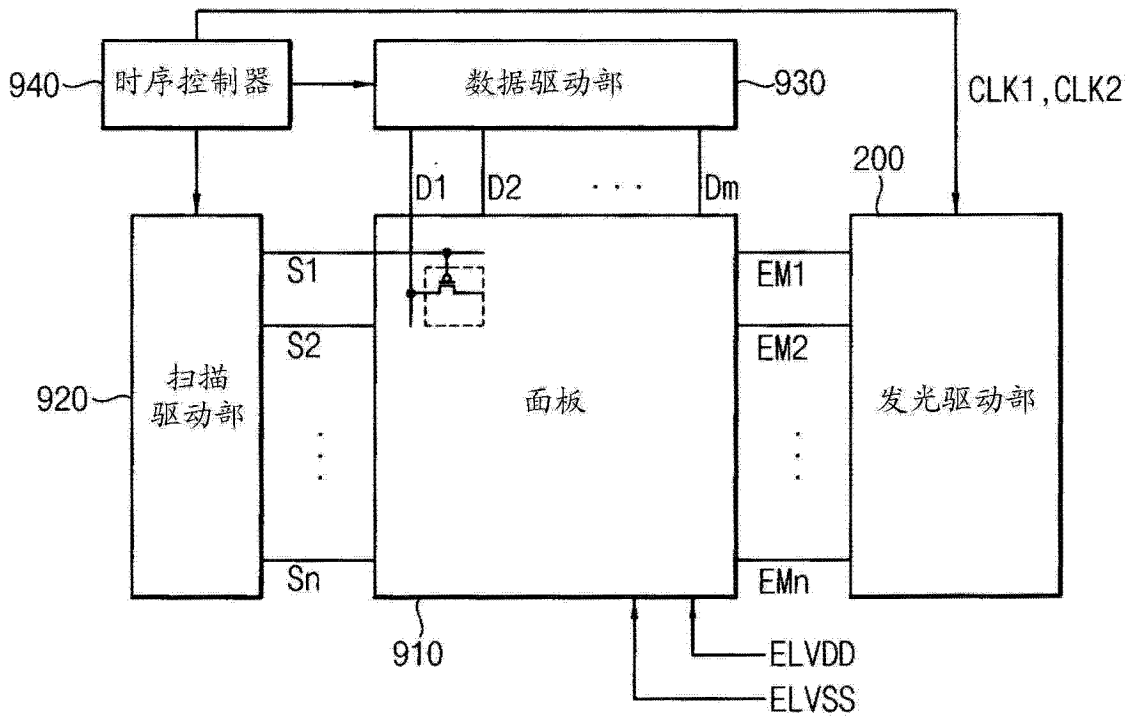 940
时序控制器
数据驱动部
930
CLK1,CLK2
D1
D2
· · ·
Dm
200
S1
EM1
S2
EM2
920
扫描
驱动部
面板
发光驱动部
Sn
EMn
910
ELVDD
ELVSS